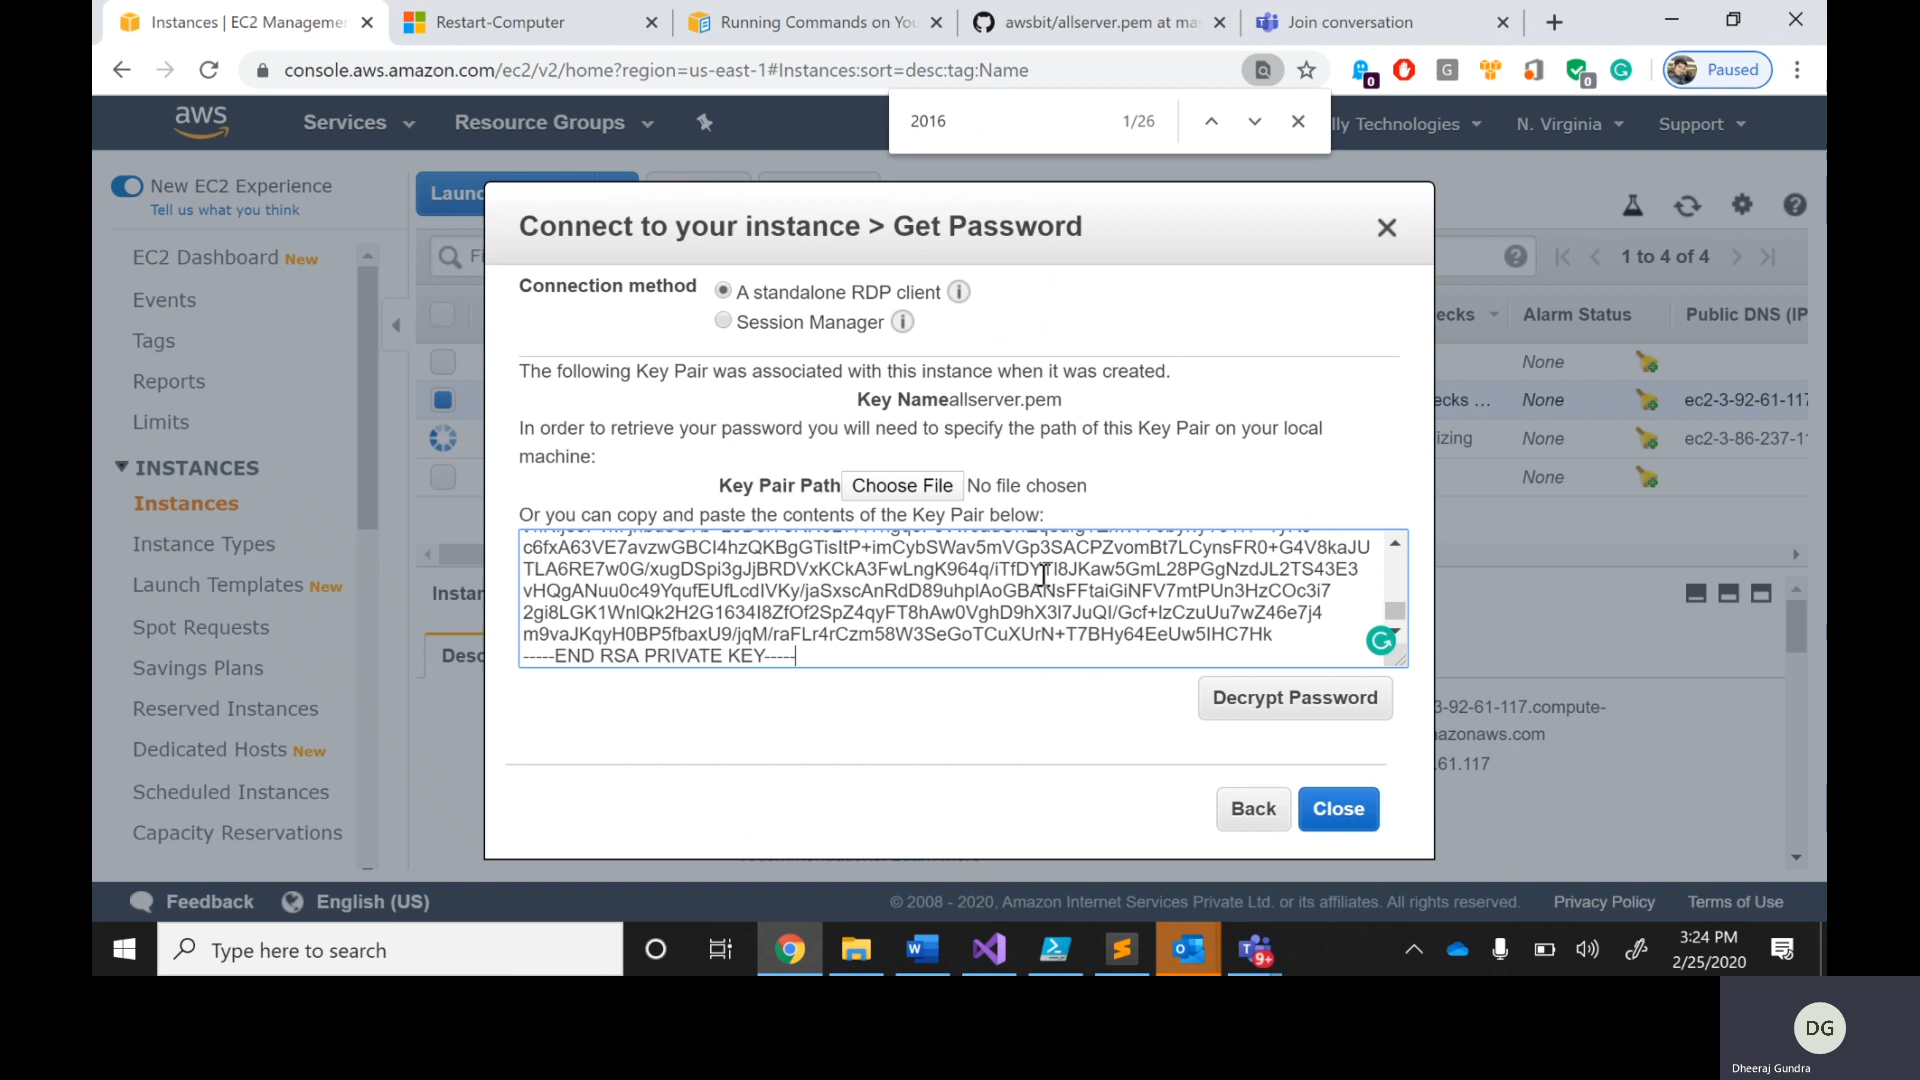 Instances | EC2 Managemen
Restart-Computer
Running Commands on You
awsbit/allserver.pem at mas
Join conversation
console.aws.amazon.com/ec2/v2/home?region=us-east-1#Instances:sort=desc:tag:Name
Paused
aws
Services
Resource Groups
2016
1/26
lly Technologies
N. Virginia
Support
New EC2 Experience
Tell us what you think
EC2 Dashboard New
Events
Tags
Reports
Limits
INSTANCES
Instances
Instance Types
Launch Templates New
Spot Requests
Savings Plans
Reserved Instances
Dedicated Hosts New
Scheduled Instances
Capacity Reservations
Launc
Fi
1 to 4 of 4
ecks
Alarm Status
Public DNS (IP
None
ecks ...
None
ec2-3-92-61-117
izing
None
ec2-3-86-237-1
None
Instan
Desc
3-92-61-117.compute-
nazonaws.com
.61.117
Connect to your instance > Get Password
Connection method
A standalone RDP client
Session Manager
The following Key Pair was associated with this instance when it was created.
Key Nameallserver.pem
In order to retrieve your password you will need to specify the path of this Key Pair on your local
machine:
Key Pair Path Choose File No file chosen
Or you can copy and paste the contents of the Key Pair below:
-----END RSA PRIVATE KEY-----
Decrypt Password
Back
Close
Feedback
English (US)
© 2008 - 2020, Amazon Internet Services Private Ltd. or its affiliates. All rights reserved.
Privacy Policy
Terms of Use
Type here to search
9+
3:24 PM
2/25/2020
DG
Dheeraj Gundra